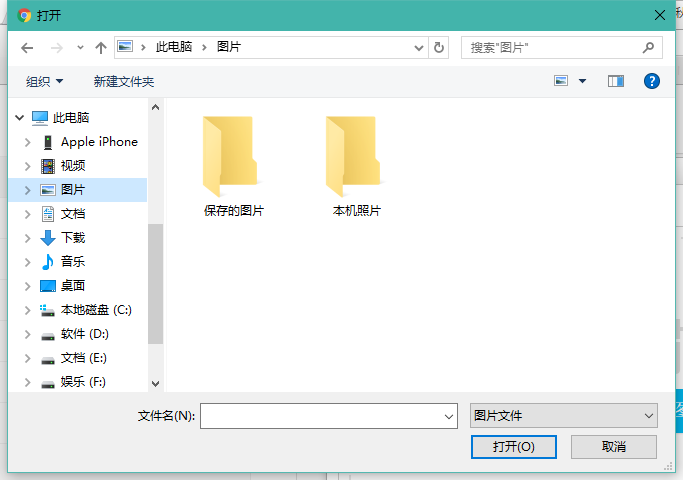 打开
此电脑 图片
搜索"图片"
组织 新建文件夹
此电脑
Apple iPhone
视频
图片
文档
下载
音乐
桌面
本地磁盘 (C:)
软件 (D:)
文档 (E:)
娱乐 (F:)
保存的图片 本机照片
文件名(N):
图片文件
打开(O) 取消